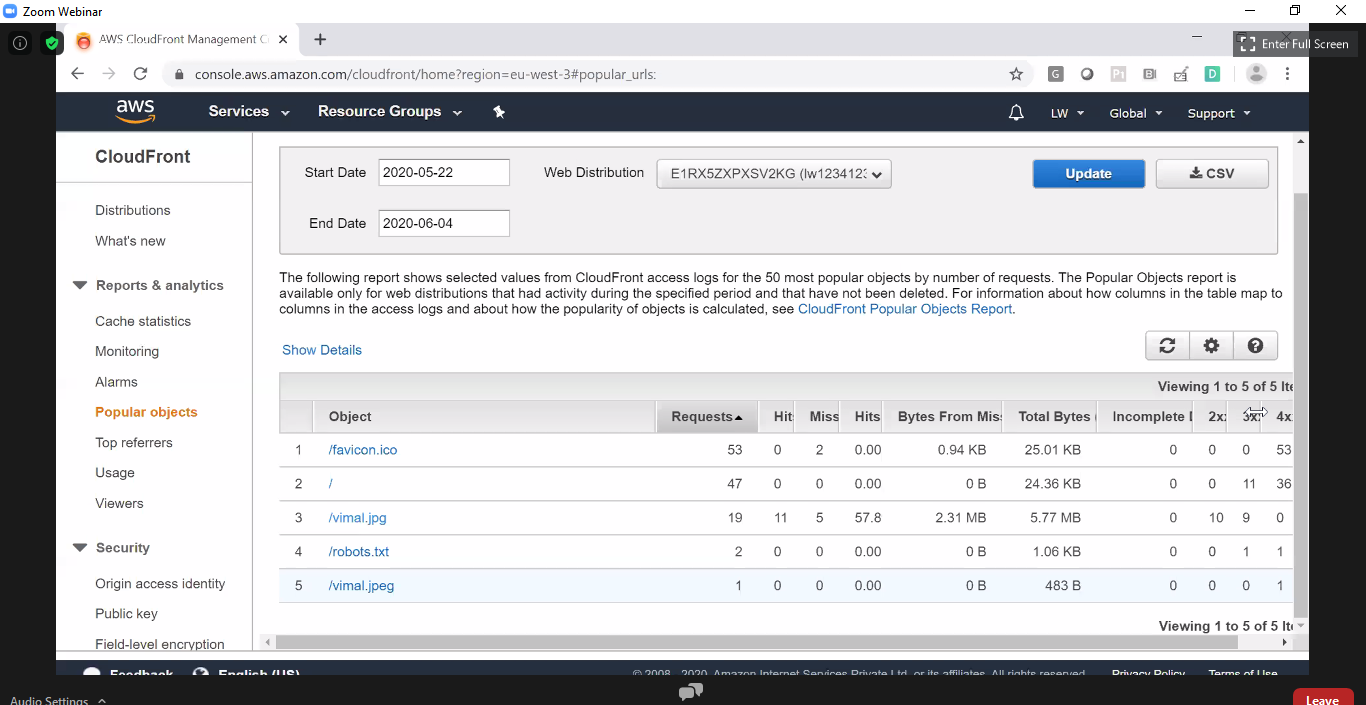 Zoom Webinar
AWS CloudFront Management C
Enter Full Screen
console.aws.amazon.com/cloudfront/home?region=eu-west-3#popular_urls:
aws Services Resource Groups LW Global Support
CloudFront
Distributions
What's new
Reports & analytics
Cache statistics
Monitoring
Alarms
Popular objects
Top referrers
Usage
Viewers
Security
Origin access identity
Public key
Field-level encryption
Start Date 2020-05-22 Web Distribution E1RX5ZXPXSV2KG (lw1234123 Update CSV
End Date 2020-06-04
The following report shows selected values from CloudFront access logs for the 50 most popular objects by number of requests. The Popular Objects report is
available only for web distributions that had activity during the specified period and that have not been deleted. For information about how columns in the table map to
columns in the access logs and about how the popularity of objects is calculated, see CloudFront Popular Objects Report.
Show Details
Viewing 1 to 5 of 5 Ite
Object Requests Hit Miss Hits Bytes From Mis Total Bytes Incomplete 2x 3x 4x
1 /favicon.ico 53 0 2 0.00 0.94 KB 25.01 KB 0 0 0 53
2 / 47 0 0 0.00 0 B 24.36 KB 0 0 11 36
3 /vimal.jpg 19 11 5 57.8 2.31 MB 5.77 MB 0 10 9 0
4 /robots.txt 2 0 0 0.00 0 B 1.06 KB 0 0 1 1
5 /vimal.jpeg 1 0 0 0.00 0 B 483 B 0 0 0 1
Viewing 1 to 5 of 5 Ite
Feedback English (US) © 2008 - 2020, Amazon Internet Services Private Ltd. or its affiliates. All rights reserved. Privacy Policy Terms of Use
Audio Settings Leave